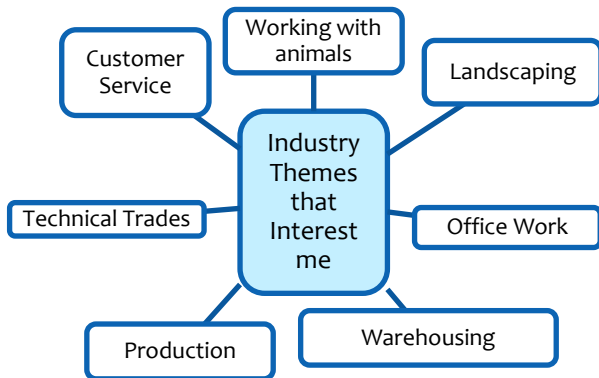 Working with
animals
Customer
Service
Landscaping
Industry
Themes
that
Interest
me
Technical Trades
Office Work
Production
Warehousing